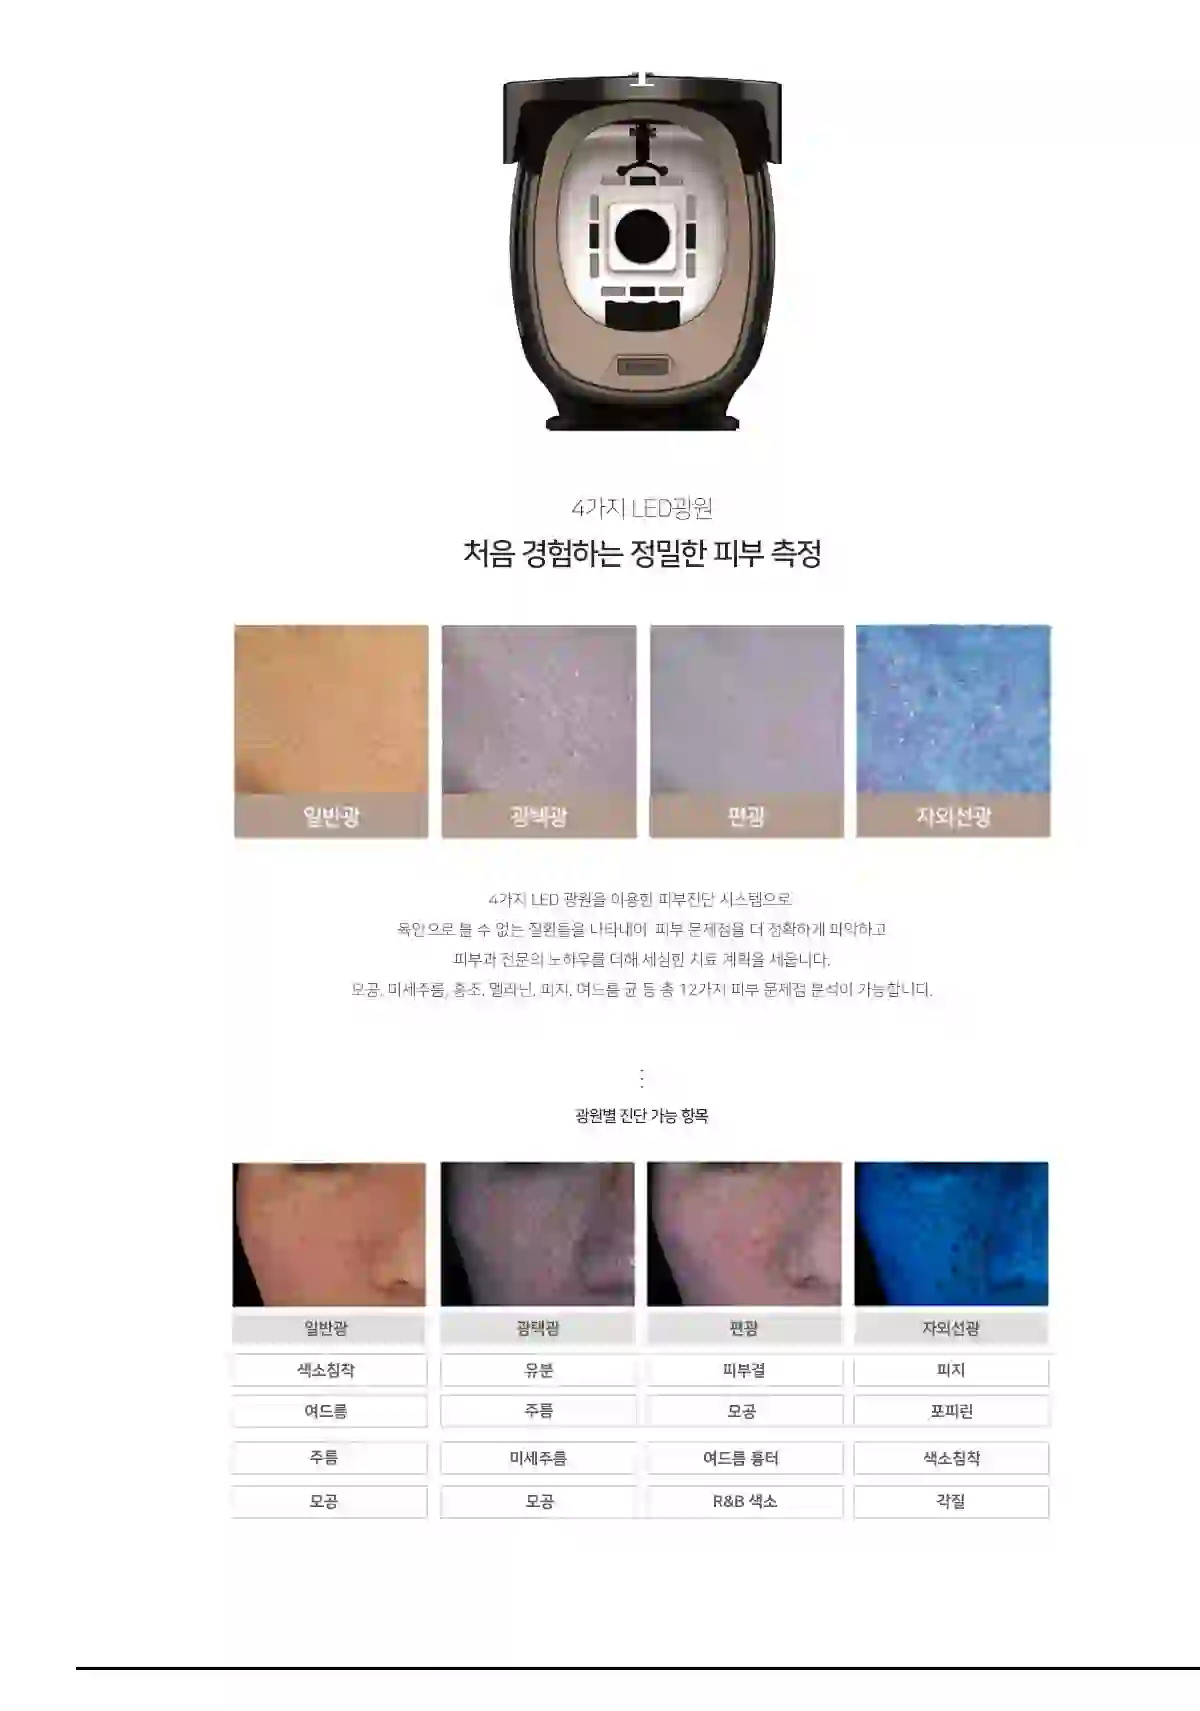 4가지 LED광원
처음 경험하는 정밀한 피부 측정
일반광 광택광 편광 자외선광
4가지 LED 광원을 이용한 피부진단 시스템으로
육안으로 볼 수 없는 질환들을 나타내어 피부 문제점을 더 정확하게 파악하고
피부과 전문의 노하우를 더해 세심한 치료 계획을 세웁니다.
모공, 미세주름, 홍조, 멜라닌, 피지, 여드름 균 등 총 12가지 피부 문제점 분석이 가능합니다.
광원별 진단 가능 항목
일반광 광택광 편광 자외선광
색소침착 유분 피부결 피지
여드름 주름 모공 포피린
주름 미세주름 여드름 흉터 색소침착
모공 모공 R&B 색소 각질